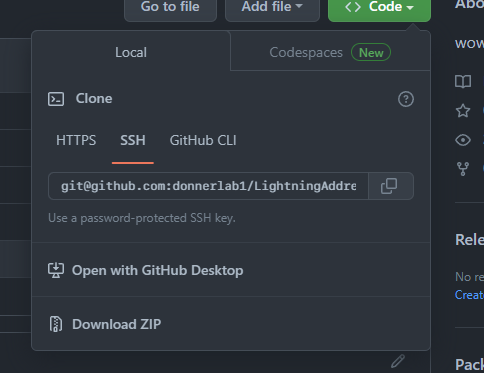 Go to file Add file Code
Abo
Local Codespaces New
wow
Clone
HTTPS SSH GitHub CLI
git@github.com:donnerlab1/LightningAddre
Use a password-protected SSH key.
Open with GitHub Desktop
Rele
No re
Creat
Download ZIP
Pack